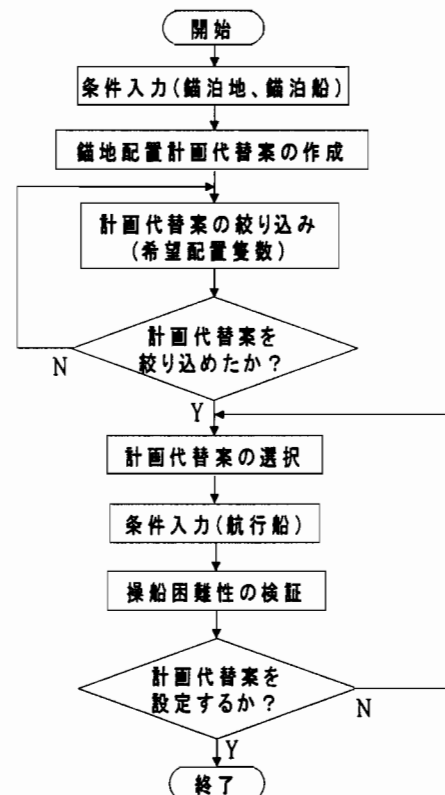 開始
条件入力(錨泊地、錨泊船)
錨地配置計画代替案の作成
計画代替案の絞り込み
(希望配置隻数)
計画代替案を
絞り込めたか？
N
Y
計画代替案の選択
条件入力(航行船)
操船困難性の検証
計画代替案を
設定するか？
N
Y
終了